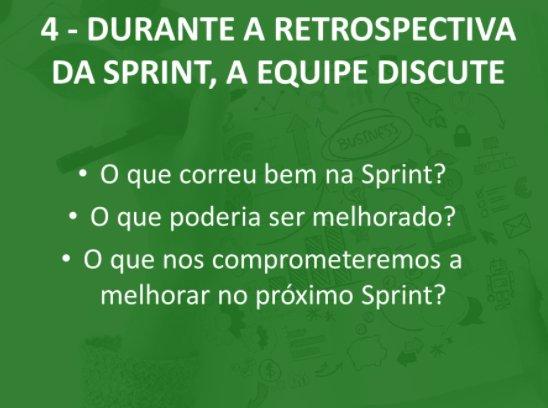 4 - DURANTE A RETROSPECTIVA
DA SPRINT, A EQUIPE DISCUTE
BUSINESS
• O que correu bem na Sprint?
• O que poderia ser melhorado?
• O que nos comprometeremos a
melhorar no próximo Sprint?